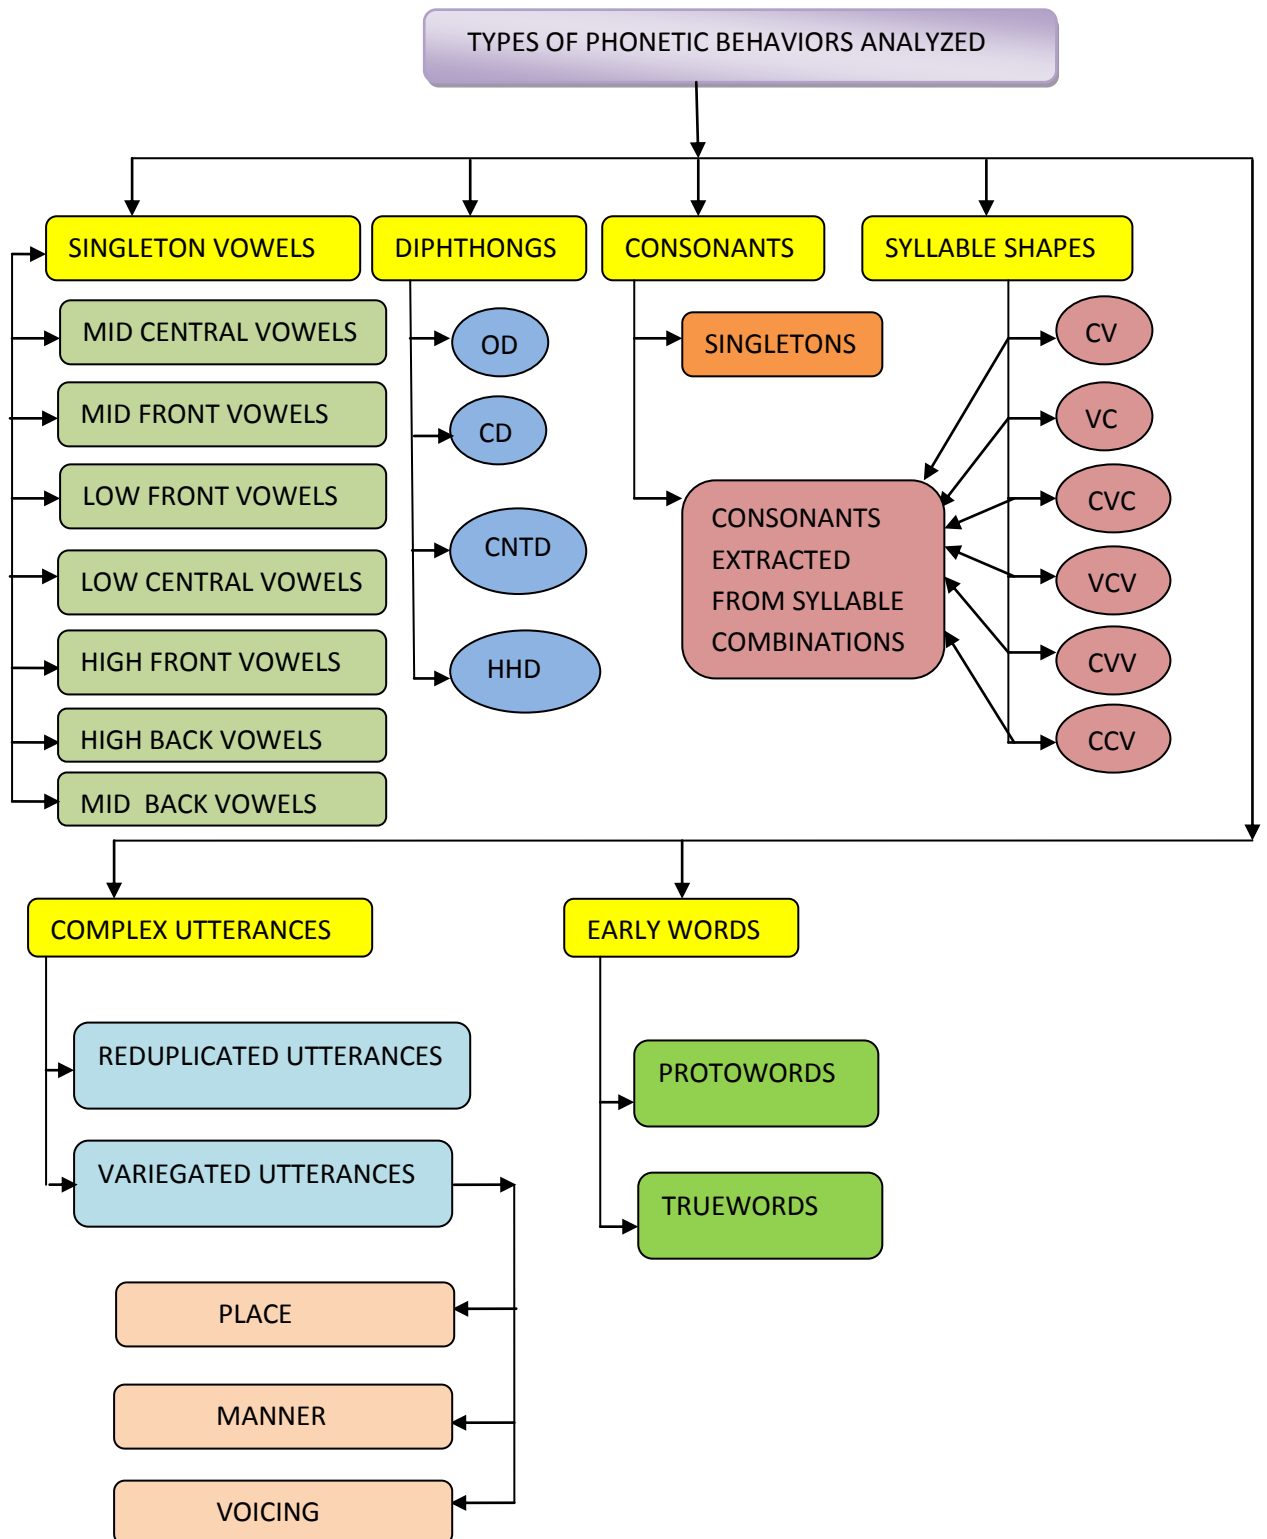 TYPES OF PHONETIC BEHAVIORS ANALYZED
SINGLETON VOWELS
DIPHTHONGS
CONSONANTS
SYLLABLE SHAPES
MID CENTRAL VOWELS
MID FRONT VOWELS
LOW FRONT VOWELS
LOW CENTRAL VOWELS
HIGH FRONT VOWELS
HIGH BACK VOWELS
MID BACK VOWELS
OD
CD
CNTD
HHD
SINGLETONS
CONSONANTS
EXTRACTED
FROM SYLLABLE
COMBINATIONS
CV
VC
CVC
VCV
CVV
CCV
COMPLEX UTTERANCES
REDUPLICATED UTTERANCES
VARIEGATED UTTERANCES
PLACE
MANNER
VOICING
EARLY WORDS
PROTOWORDS
TRUEWORDS